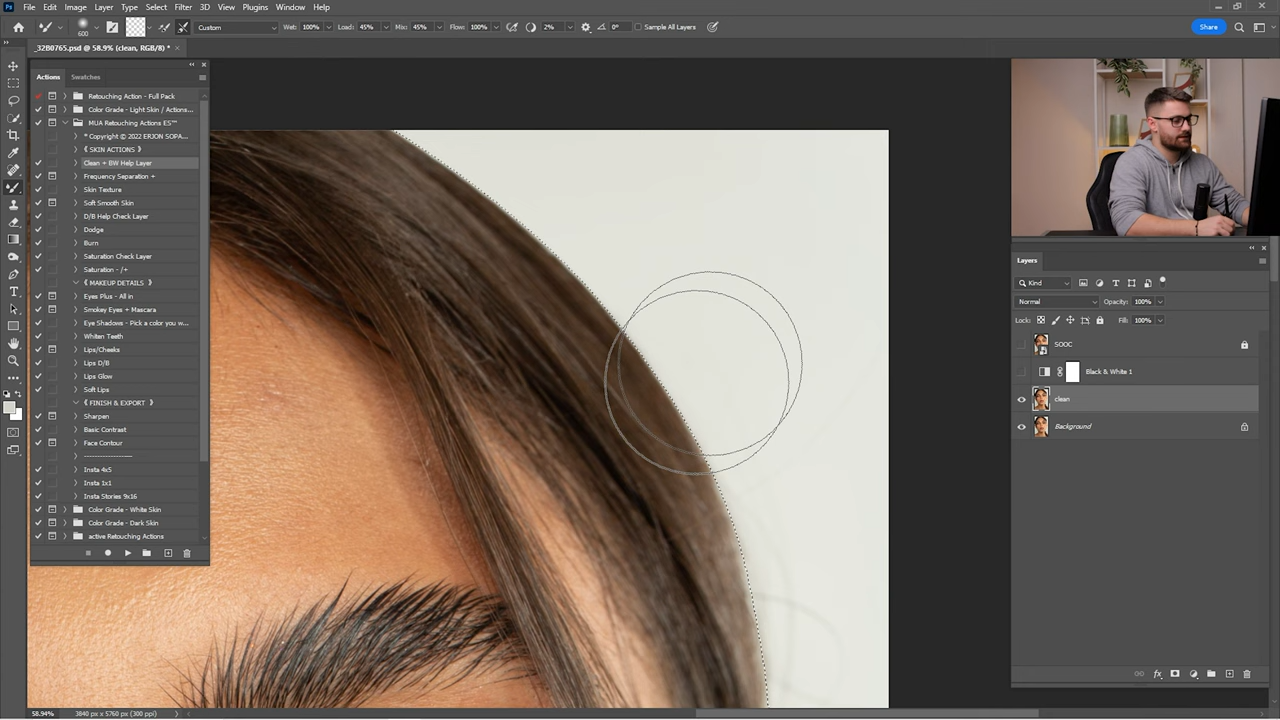 Ps File Edit Image Layer Type Select Filter 3D View Plugins Window Help
600 Custom Wet: 100% Load: 45% Mix: 45% Flow: 100% 2% 0° Sample All Layers Share
_32B0765.psd @ 58.9% (clean, RGB/8) * ×
Actions Swatches
Retouching Action - Full Pack
Color Grade - Light Skin / Actions...
MUA Retouching Actions ES™
* Copyright © 2022 ERJON SOPA...
《 SKIN ACTIONS 》
Clean + BW Help Layer
Frequency Separation +
Skin Texture
Soft Smooth Skin
D/B Help Check Layer
Dodge
Burn
Saturation Check Layer
Saturation - /+
《 MAKEUP DETAILS 》
Eyes Plus - All in
Smokey Eyes + Mascara
Eye Shadows - Pick a color you w...
Whiten Teeth
Lips/Cheeks
Lips D/B
Lips Glow
Soft Lips
《 FINISH & EXPORT 》
Sharpen
Basic Contrast
Face Contour
------------------
Insta 4x5
Insta 1x1
Insta Stories 9x16
Color Grade - White Skin
Color Grade - Dark Skin
active Retouching Actions
Layers
Kind
Normal Opacity: 100%
Lock: Fill: 100%
SOOC
Black & White 1
clean
Background
58.94% 3840 px x 5760 px (300 ppi)